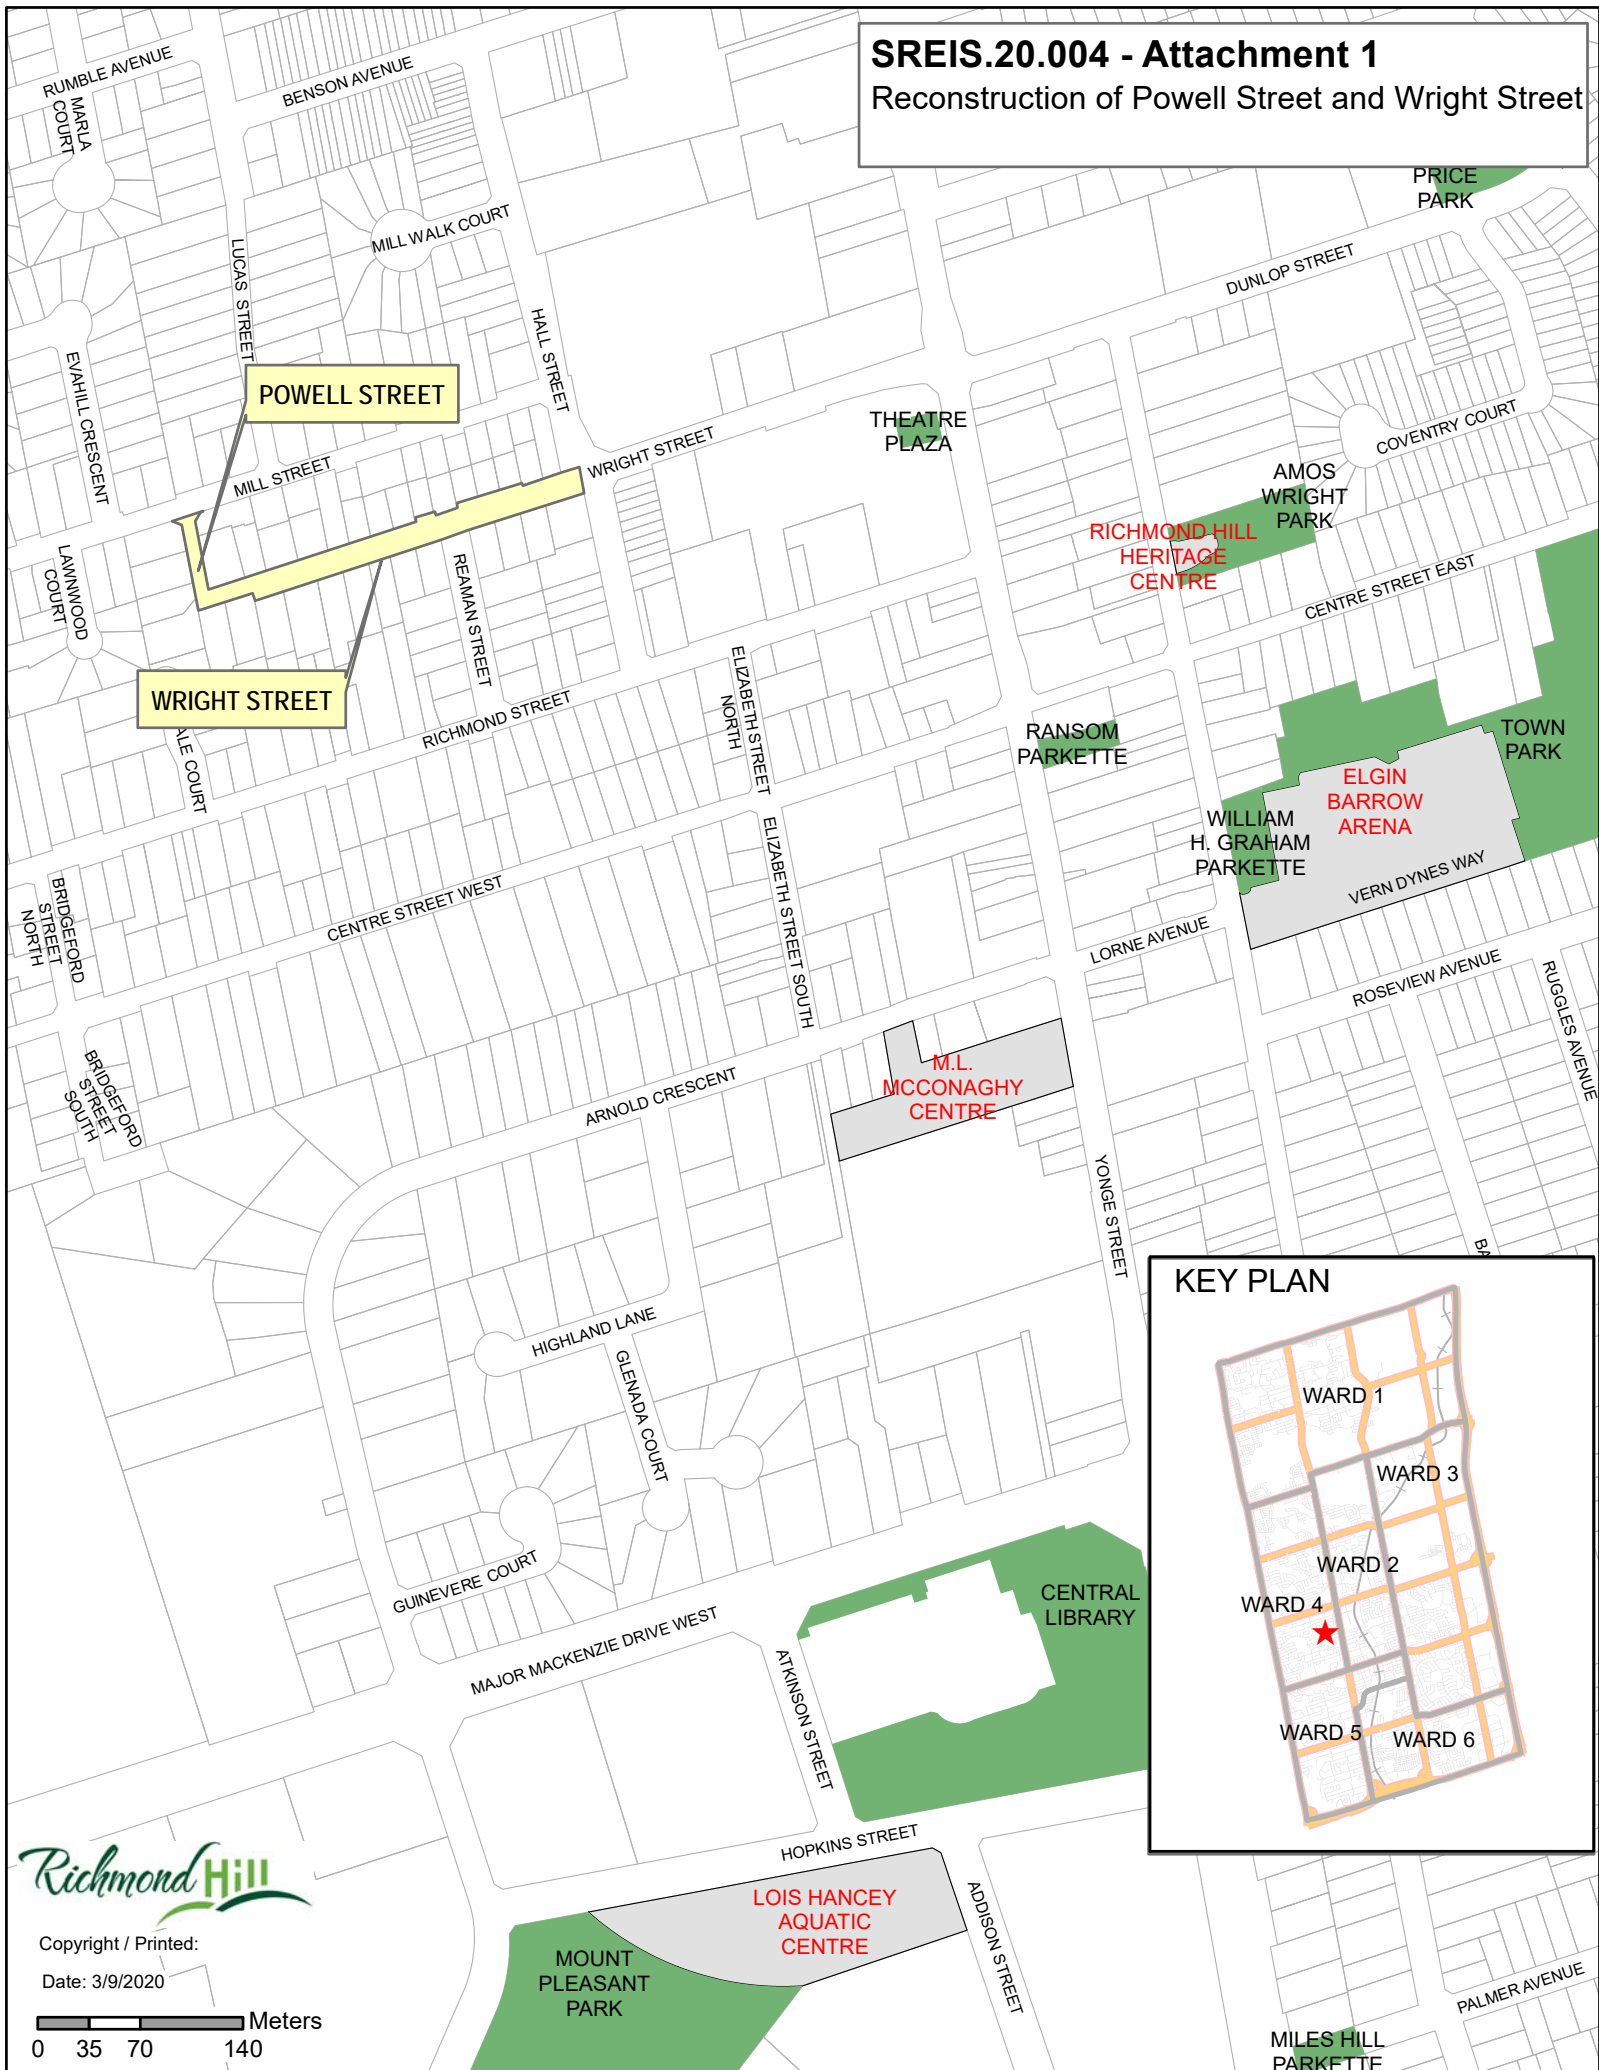 SREIS.20.004 - Attachment 1
Reconstruction of Powell Street and Wright Street
RUMBLE AVENUE
MARLA
COURT
BENSON AVENUE
PRICE
PARK
MILL WALK COURT
LUCAS STREET
DUNLOP STREET
HALL STREET
EVAHILL CRESCENT
POWELL STREET
THEATRE
PLAZA
COVENTRY COURT
WRIGHT STREET
MILL STREET
AMOS
WRIGHT
PARK
RICHMOND HILL
HERITAGE
CENTRE
LAWNWOOD
COURT
REAMAN STREET
CENTRE STREET EAST
WRIGHT STREET
ELIZABETH STREET
NORTH
RICHMOND STREET
ALE COURT
RANSOM
PARKETTE
TOWN
PARK
ELGIN
BARROW
ARENA
WILLIAM
H. GRAHAM
PARKETTE
VERN DYNES WAY
BRIDGEFORD
STREET
NORTH
CENTRE STREET WEST
ELIZABETH STREET SOUTH
LORNE AVENUE
ROSEVIEW AVENUE
RUGGLES AVENUE
BRIDGEFORD
STREET
SOUTH
M.L.
MCCONAGHY
CENTRE
ARNOLD CRESCENT
YONGE STREET
BA
KEY PLAN
WARD 1
WARD 3
WARD 2
WARD 4
WARD 5
WARD 6
HIGHLAND LANE
GLENADA COURT
GUINEVERE COURT
CENTRAL
LIBRARY
MAJOR MACKENZIE DRIVE WEST
ATKINSON STREET
HOPKINS STREET
LOIS HANCEY
AQUATIC
CENTRE
ADDISON STREET
MOUNT
PLEASANT
PARK
PALMER AVENUE
MILES HILL
PARKETTE
Richmond Hill
Copyright / Printed:
Date: 3/9/2020
Meters
0 35 70 140